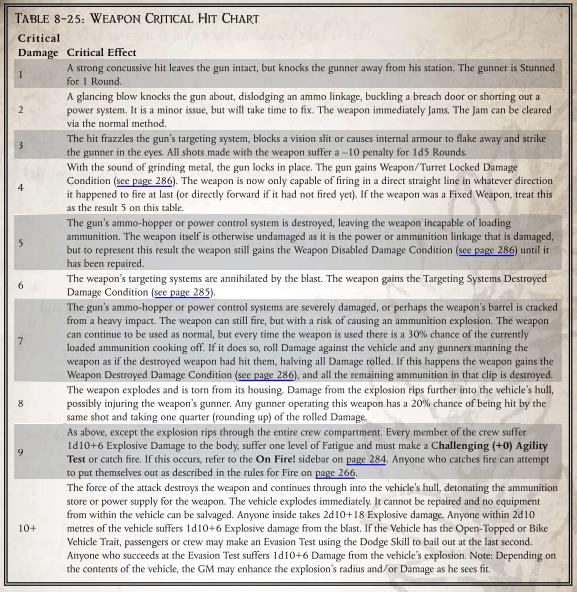 Table 8-25: Weapon Critical Hit Chart
Critical
Damage Critical Effect
1 A strong concussive hit leaves the gun intact, but knocks the gunner away from his station. The gunner is Stunned
for 1 Round.
2 A glancing blow knocks the gun about, dislodging an ammo linkage, buckling a breach door or shorting out a
power system. It is a minor issue, but will take time to fix. The weapon immediately Jams. The Jam can be cleared
via the normal method.
3 The hit frazzles the gun's targeting system, blocks a vision slit or causes internal armour to flake away and strike
the gunner in the eyes. All shots made with the weapon suffer a –10 penalty for 1d5 Rounds.
4 With the sound of grinding metal, the gun locks in place. The gun gains Weapon/Turret Locked Damage
Condition (see page 286). The weapon is now only capable of firing in a direct straight line in whatever direction
it happened to fire at last (or directly forward if it had not fired yet). If the weapon was a Fixed Weapon, treat this
as the result 5 on this table.
5 The gun's ammo-hopper or power control system is destroyed, leaving the weapon incapable of loading
ammunition. The weapon itself is otherwise undamaged as it is the power or ammunition linkage that is damaged,
but to represent this result the weapon still gains the Weapon Disabled Damage Condition (see page 286) until it
has been repaired.
6 The weapon's targeting systems are annihilated by the blast. The weapon gains the Targeting Systems Destroyed
Damage Condition (see page 285).
7 The gun's ammo-hopper or power control systems are severely damaged, or perhaps the weapon's barrel is cracked
from a heavy impact. The weapon can still fire, but with a risk of causing an ammunition explosion. The weapon
can continue to be used as normal, but every time the weapon is used there is a 30% chance of the currently
loaded ammunition cooking off. If it does so, roll Damage against the vehicle and any gunners manning the
weapon as if the destroyed weapon had hit them, halving all Damage rolled. If this happens the weapon gains the
Weapon Destroyed Damage Condition (see page 286), and all the remaining ammunition in that clip is destroyed.
8 The weapon explodes and is torn from its housing. Damage from the explosion rips further into the vehicle's hull,
possibly injuring the weapon's gunner. Any gunner operating this weapon has a 20% chance of being hit by the
same shot and taking one quarter (rounding up) of the rolled Damage.
9 As above, except the explosion rips through the entire crew compartment. Every member of the crew suffer
1d10+6 Explosive Damage to the body, suffer one level of Fatigue and must make a Challenging (+0) Agility
Test or catch fire. If this occurs, refer to the On Fire! sidebar on page 284. Anyone who catches fire can attempt
to put themselves out as described in the rules for Fire on page 266.
10+ The force of the attack destroys the weapon and continues through into the vehicle's hull, detonating the ammunition
store or power supply for the weapon. The vehicle explodes immediately. It cannot be repaired and no equipment
from within the vehicle can be salvaged. Anyone inside takes 2d10+18 Explosive damage. Anyone within 2d10
metres of the vehicle suffers 1d10+6 Explosive damage from the blast. If the Vehicle has the Open-Topped or Bike
Vehicle Trait, passengers or crew may make an Evasion Test using the Dodge Skill to bail out at the last second.
Anyone who succeeds at the Evasion Test suffers 1d10+6 Damage from the vehicle's explosion. Note: Depending on
the contents of the vehicle, the GM may enhance the explosion's radius and/or Damage as he sees fit.